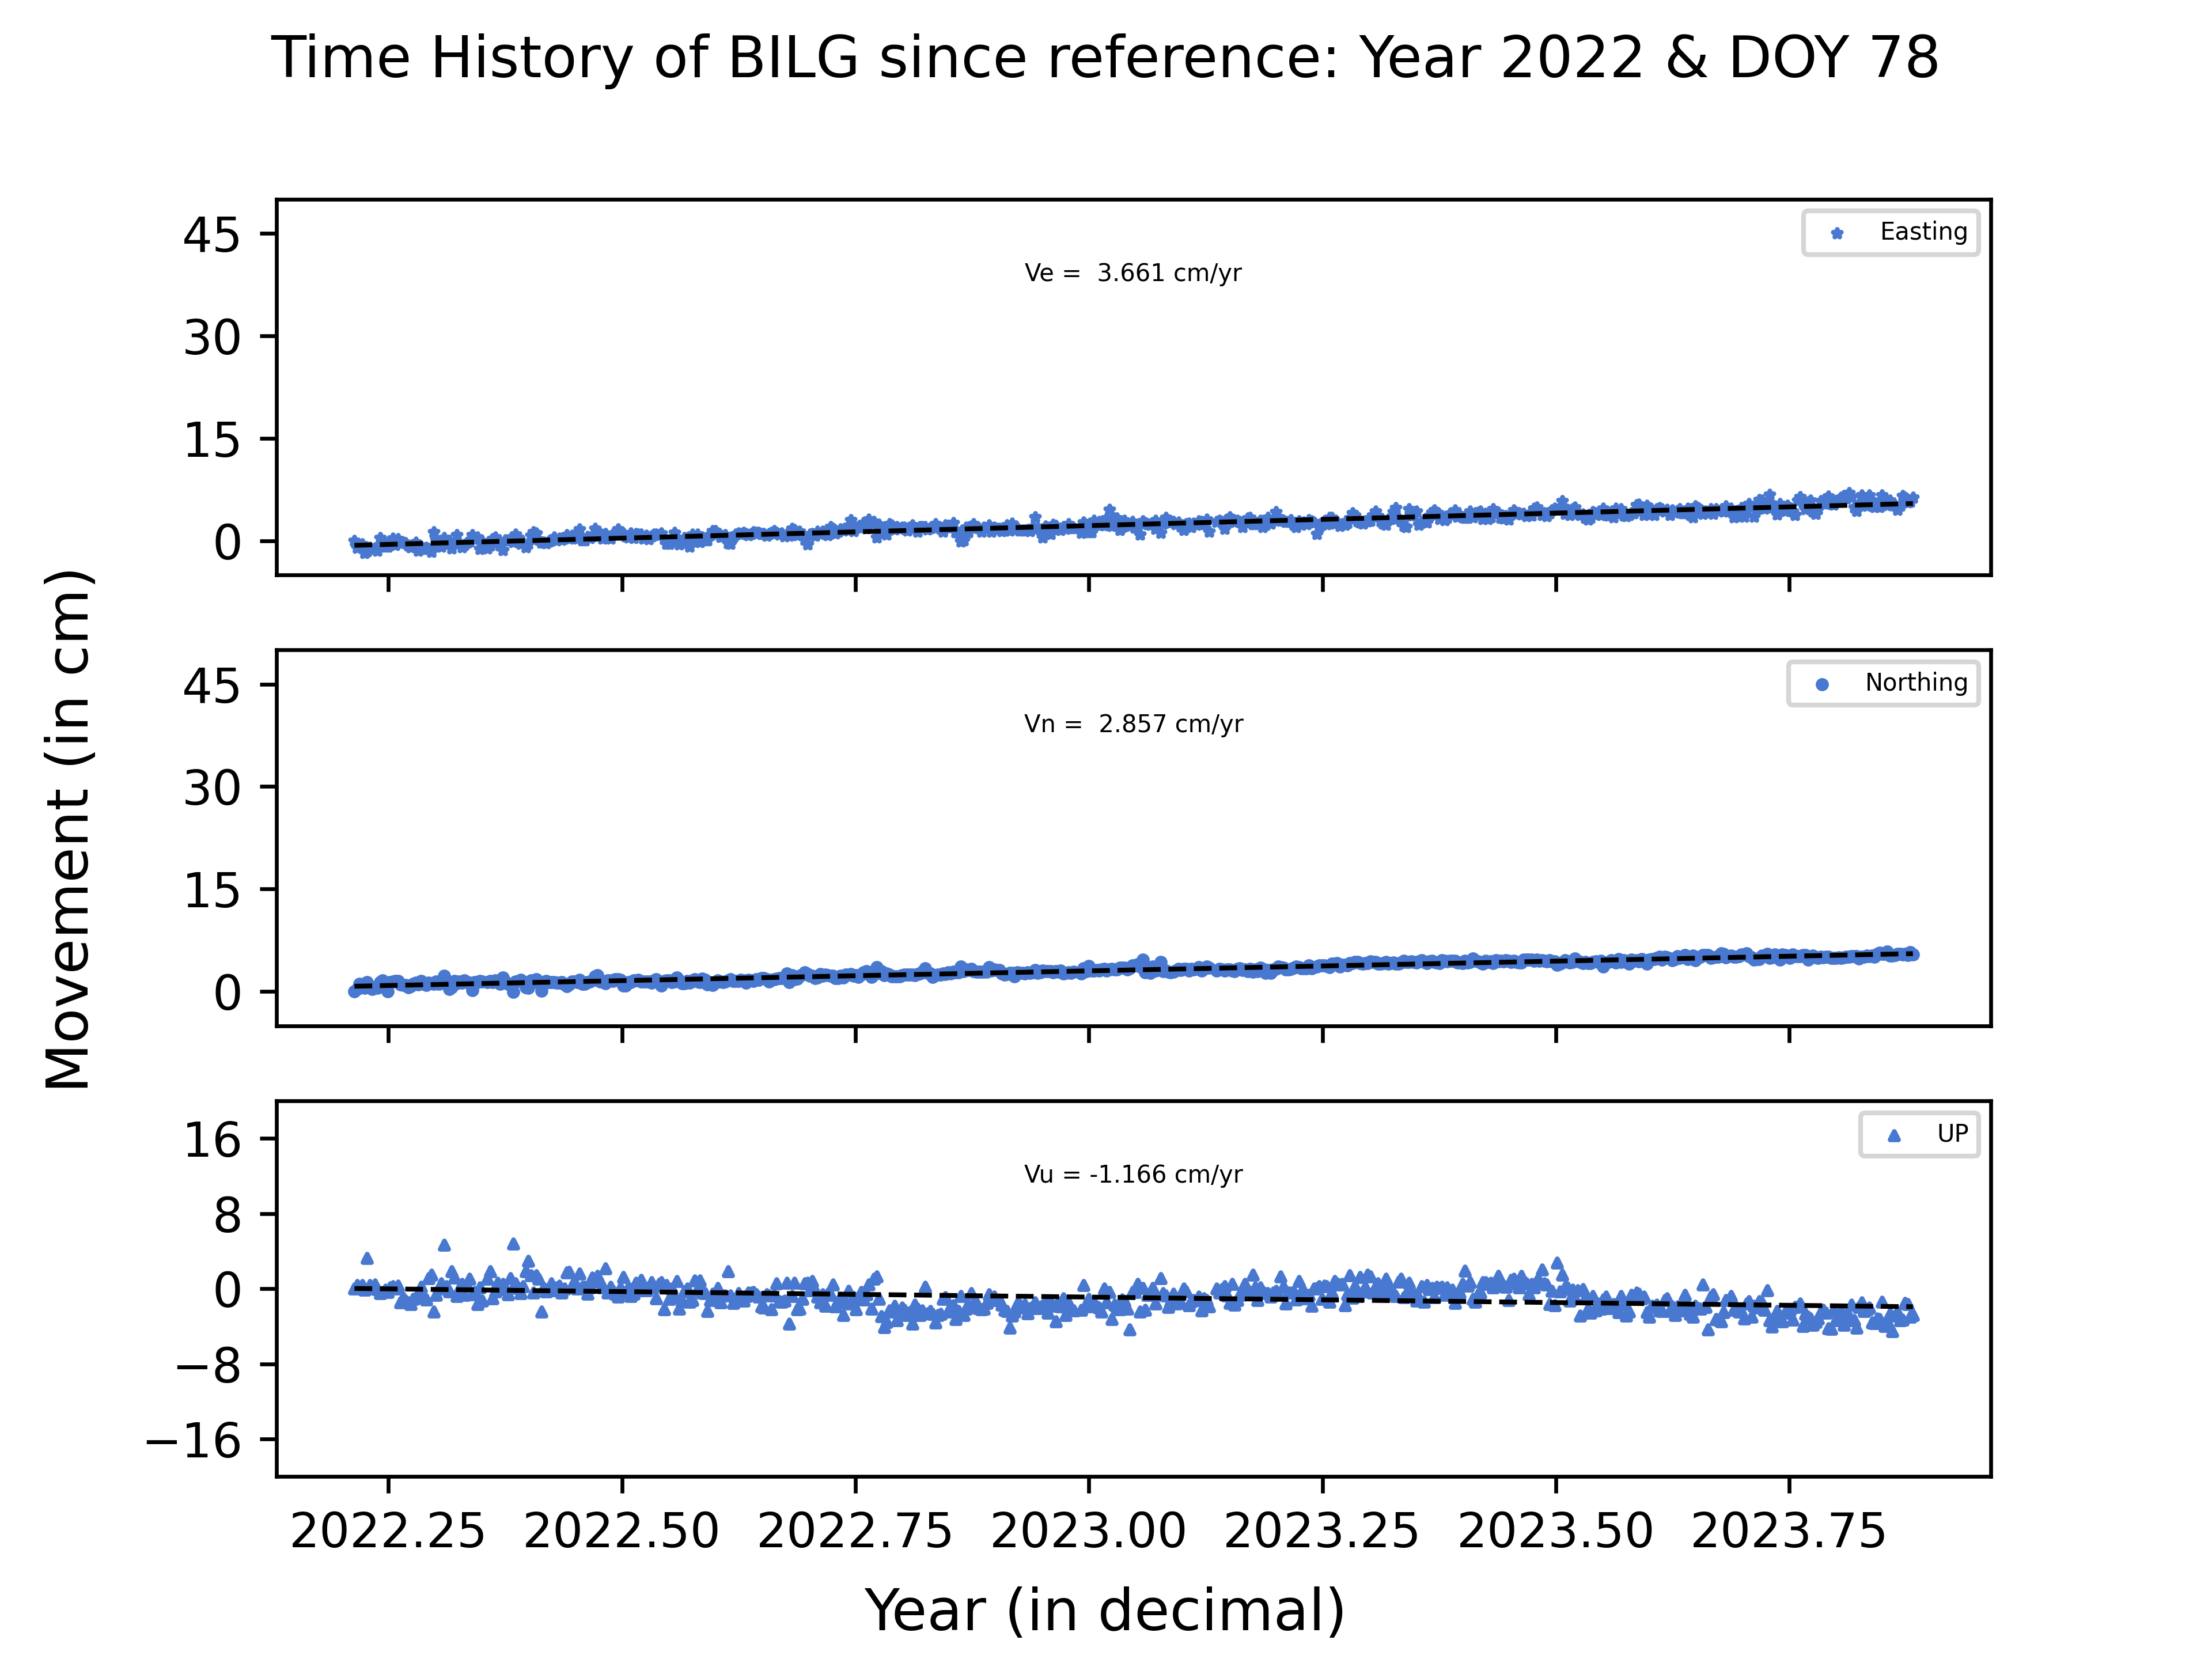 Time History of BILG since reference: Year 2022 & DOY 78
45
30
15
0
Easting
Ve =  3.661 cm/yr
Movement (in cm)
45
30
15
0
Northing
Vn =  2.857 cm/yr
16
8
0
−8
−16
UP
Vu = -1.166 cm/yr
2022.25 2022.50 2022.75 2023.00 2023.25 2023.50 2023.75
Year (in decimal)